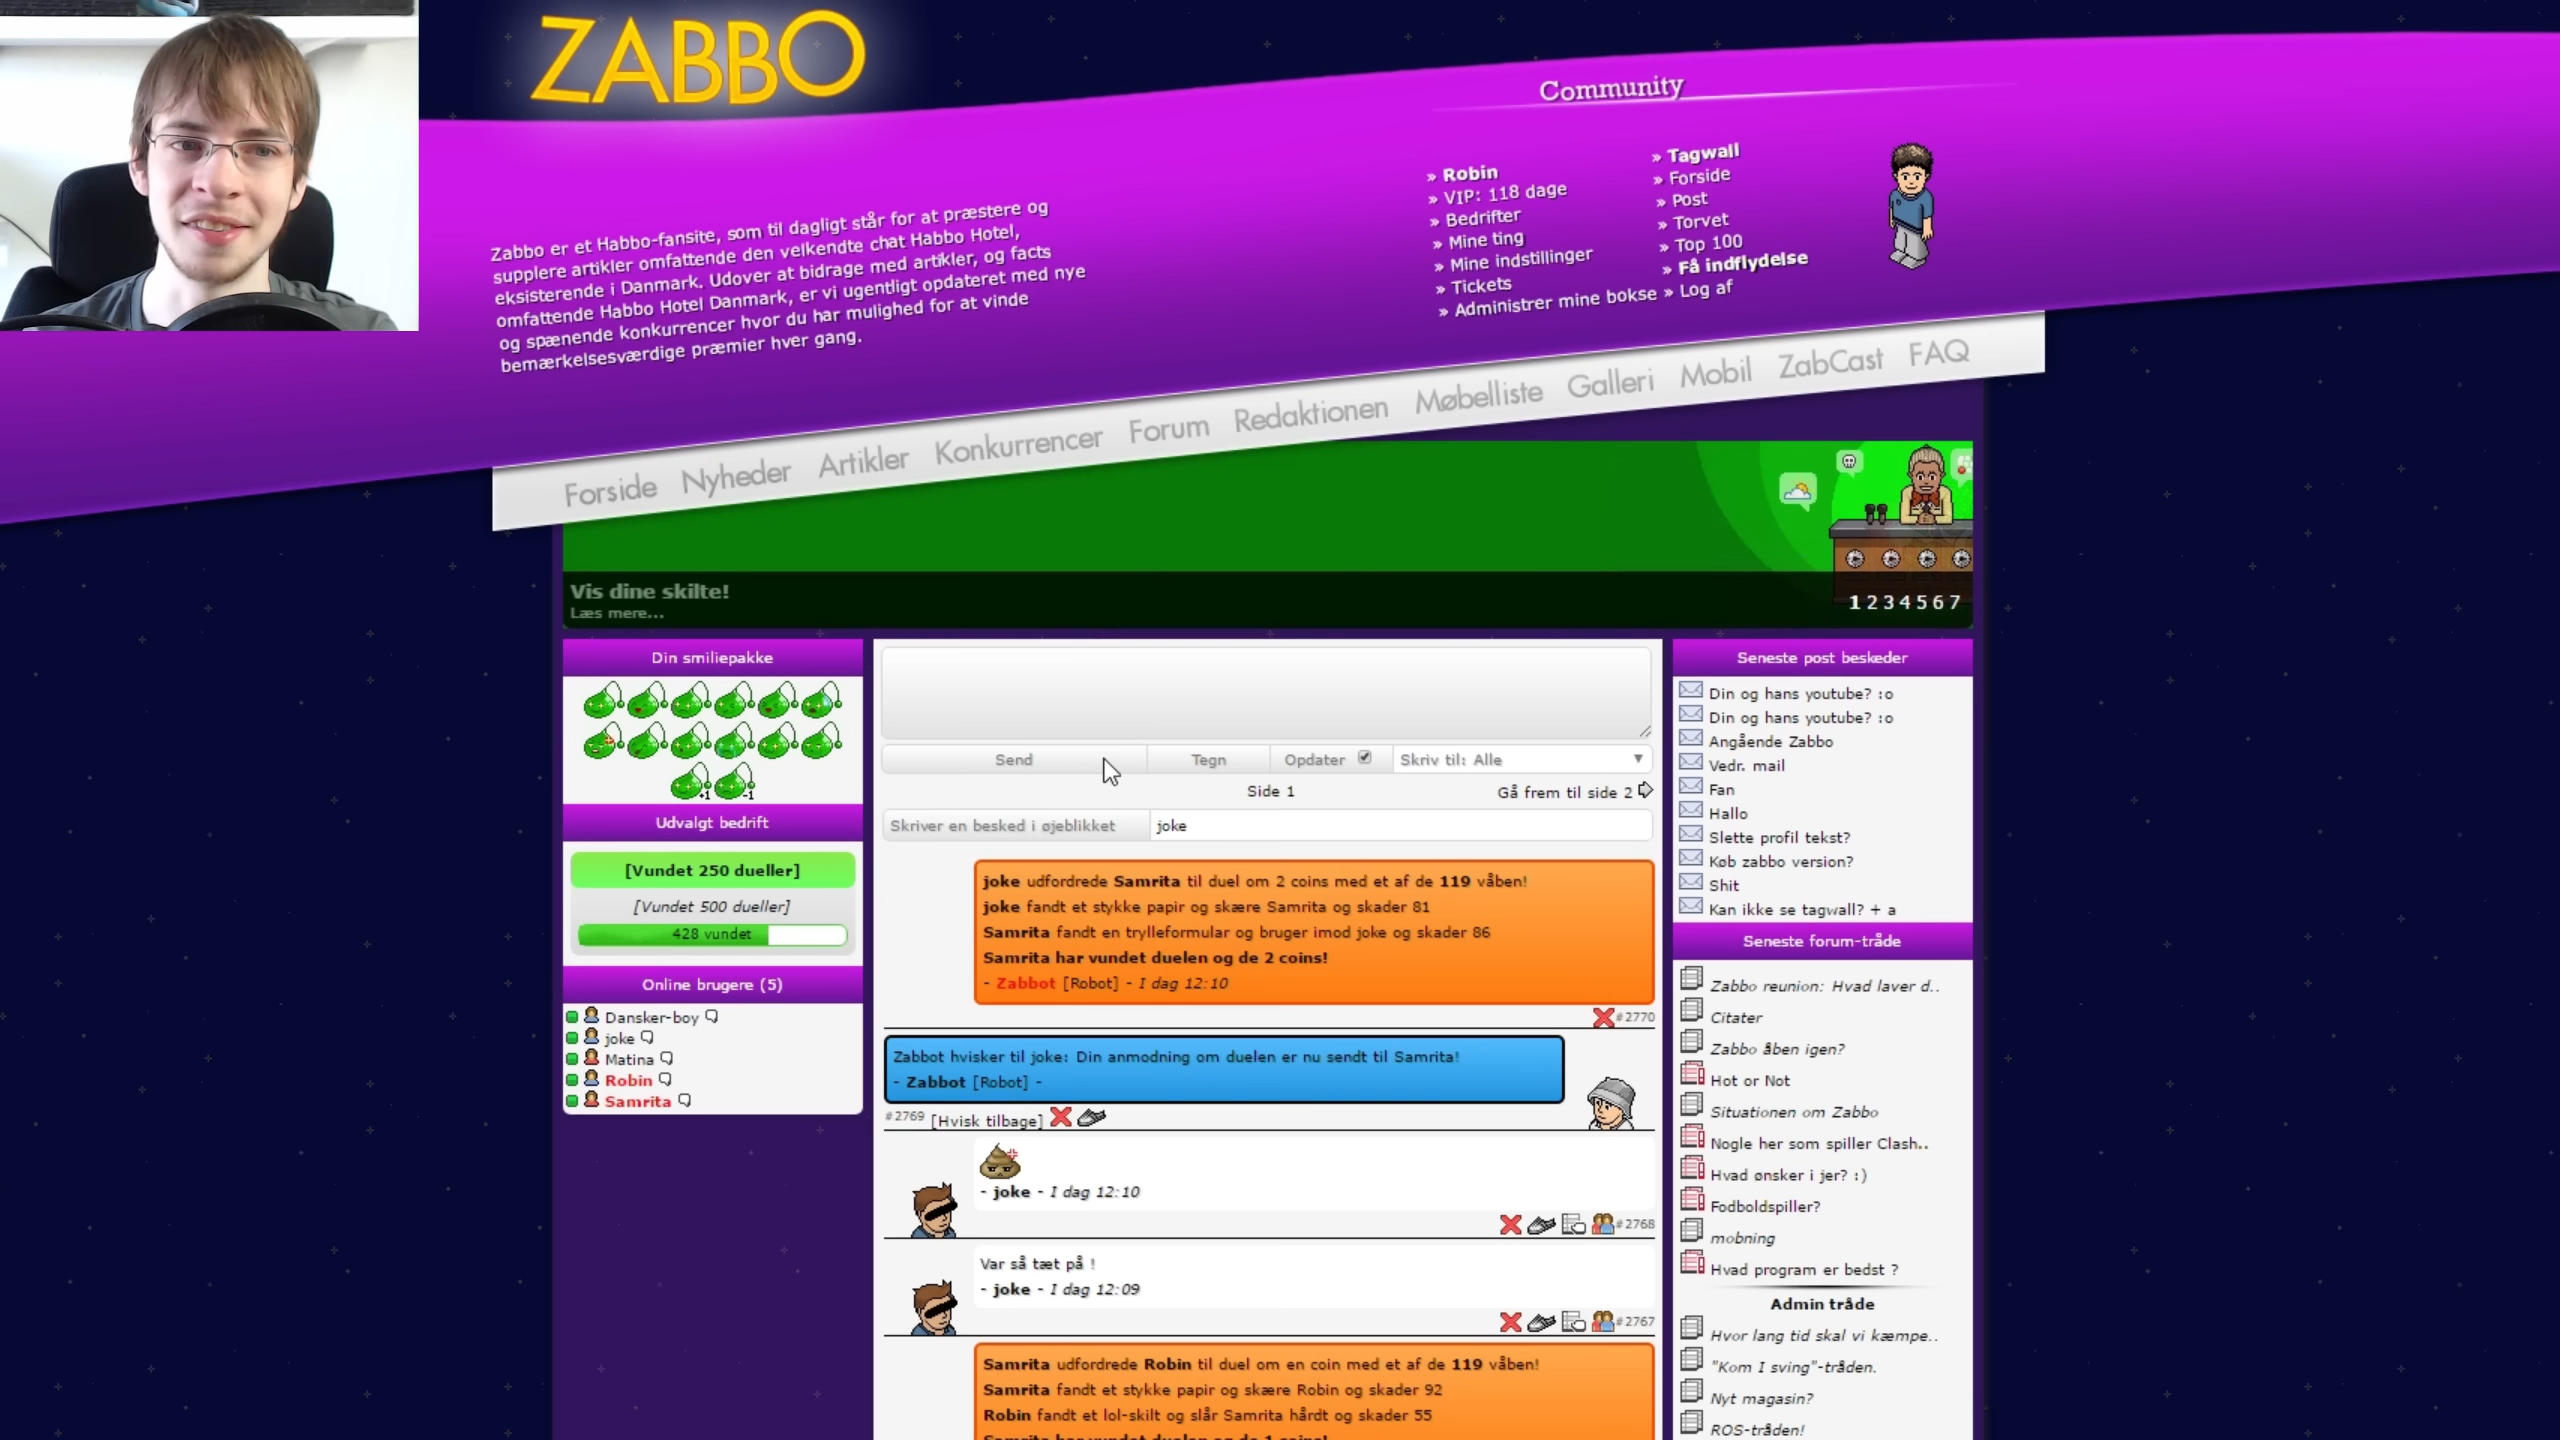 ZABBO
Community
Zabbo er et Habbo-fansite, som til dagligt står for at præstere og
supplere artikler omfattende den velkendte chat Habbo Hotel,
eksisterende i Danmark. Udover at bidrage med artikler, og facts
omfattende Habbo Hotel Danmark, er vi ugentligt opdateret med nye
og spænende konkurrencer hvor du har mulighed for at vinde
bemærkelsesværdige præmier hver gang.
» Robin
» VIP: 118 dage
» Bedrifter
» Mine ting
» Mine indstillinger
» Tickets
» Administrer mine bokse
» Tagwall
» Forside
» Post
» Torvet
» Top 100
» Få indflydelse
» Log af
Forside Nyheder Artikler Konkurrencer Forum Redaktionen Møbelliste Galleri Mobil ZabCast FAQ
Vis dine skilte!
Læs mere...
1 2 3 4 5 6 7
Din smiliepakke
+1 -1
Udvalgt bedrift
[Vundet 250 dueller]
[Vundet 500 dueller]
428 vundet
Online brugere (5)
Dansker-boy
joke
Matina
Robin
Samrita
Send Tegn Opdater Skriv til: Alle
Side 1 Gå frem til side 2
Skriver en besked i øjeblikket joke
joke udfordrede Samrita til duel om 2 coins med et af de 119 våben!
joke fandt et stykke papir og skære Samrita og skader 81
Samrita fandt en trylleformular og bruger imod joke og skader 86
Samrita har vundet duelen og de 2 coins!
- Zabbot [Robot] - I dag 12:10
#2770
Zabbot hvisker til joke: Din anmodning om duelen er nu sendt til Samrita!
- Zabbot [Robot] -
#2769 [Hvisk tilbage]
- joke - I dag 12:10
#2768
Var så tæt på !
- joke - I dag 12:09
#2767
Samrita udfordrede Robin til duel om en coin med et af de 119 våben!
Samrita fandt et stykke papir og skære Robin og skader 92
Robin fandt et lol-skilt og slår Samrita hårdt og skader 55
Samrita har vundet duelen og de 1 coins!
Seneste post beskeder
Din og hans youtube? :o
Din og hans youtube? :o
Angående Zabbo
Vedr. mail
Fan
Hallo
Slette profil tekst?
Køb zabbo version?
Shit
Kan ikke se tagwall? + a
Seneste forum-tråde
Zabbo reunion: Hvad laver d..
Citater
Zabbo åben igen?
Hot or Not
Situationen om Zabbo
Nogle her som spiller Clash..
Hvad ønsker i jer? :)
Fodboldspiller?
mobning
Hvad program er bedst ?
Admin tråde
Hvor lang tid skal vi kæmpe..
"Kom I sving"-tråden.
Nyt magasin?
ROS-tråden!